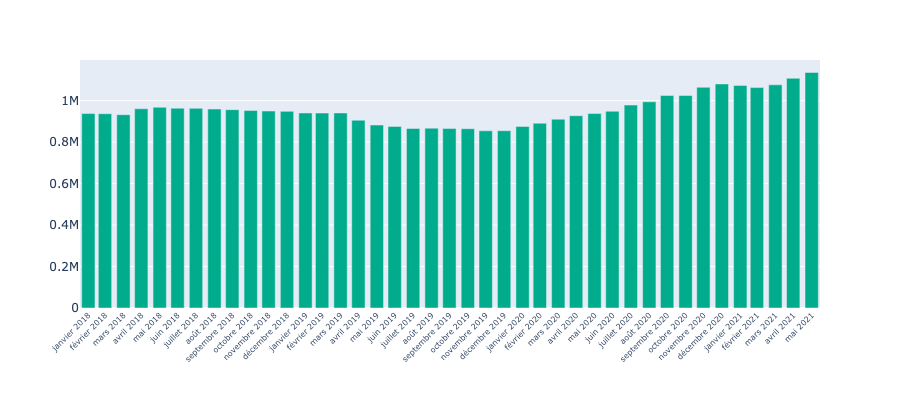 1M
0.8M
0.6M
0.4M
0.2M
0
janvier 2018
février 2018
mars 2018
avril 2018
mai 2018
juin 2018
juillet 2018
août 2018
septembre 2018
octobre 2018
novembre 2018
décembre 2018
janvier 2019
février 2019
mars 2019
avril 2019
mai 2019
juin 2019
juillet 2019
août 2019
septembre 2019
octobre 2019
novembre 2019
décembre 2019
janvier 2020
février 2020
mars 2020
avril 2020
mai 2020
juin 2020
juillet 2020
août 2020
septembre 2020
octobre 2020
novembre 2020
décembre 2020
janvier 2021
février 2021
mars 2021
avril 2021
mai 2021